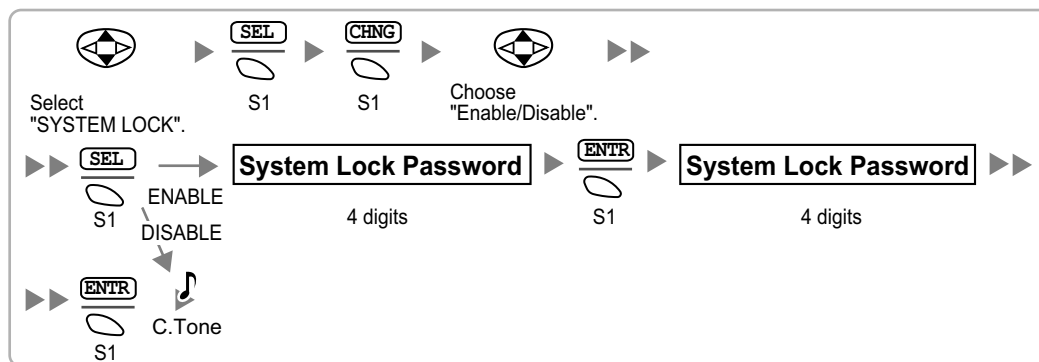 SEL CHNG
S1 S1
Select
"SYSTEM LOCK".
Choose
"Enable/Disable".
SEL System Lock Password ENTR System Lock Password
S1 ENABLE 4 digits S1 4 digits
DISABLE
ENTR
S1 C.Tone